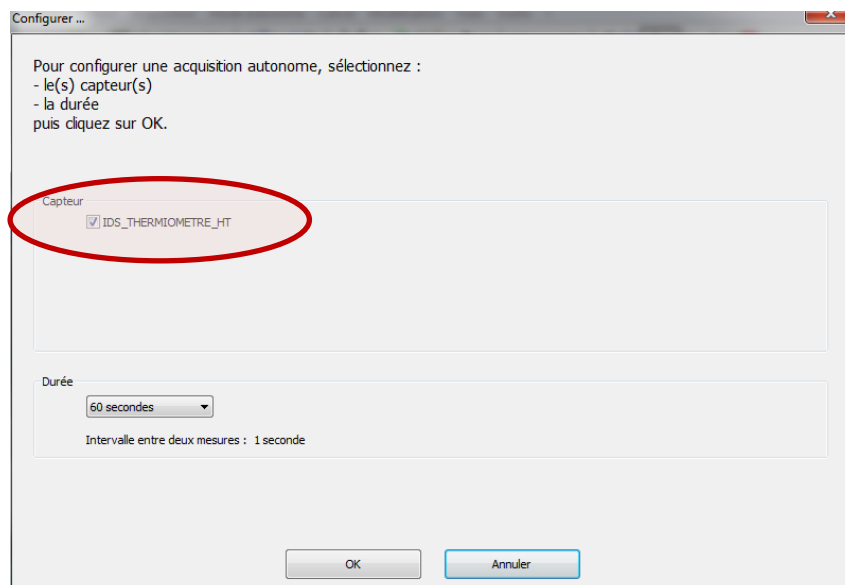 Configurer ...
Pour configurer une acquisition autonome, sélectionnez :
- le(s) capteur(s)
- la durée
puis cliquez sur OK.
Capteur
IDS_THERMIOMETRE_HT
Durée
60 secondes
Intervalle entre deux mesures : 1 seconde
OK
Annuler